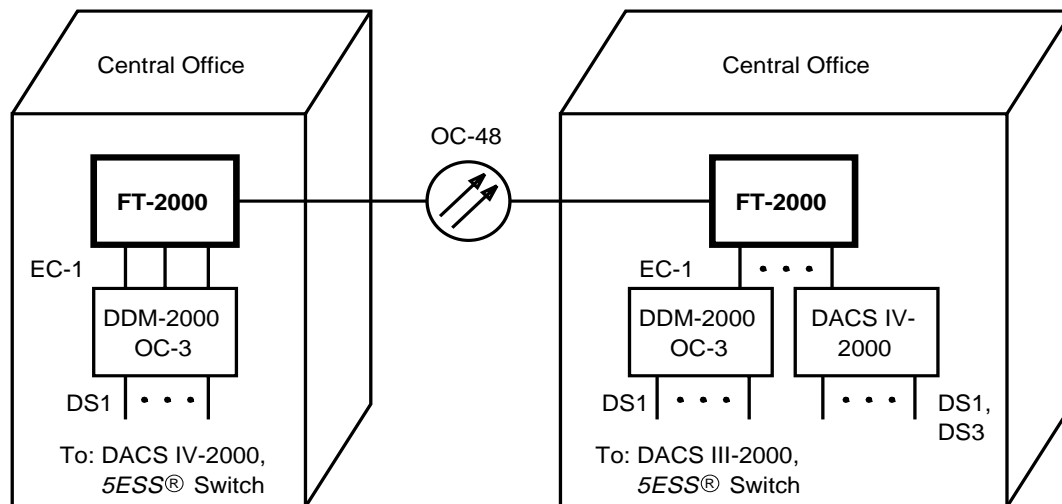 Central Office
Central Office
OC-48
FT-2000
FT-2000
EC-1
EC-1
DDM-2000
OC-3
DDM-2000
OC-3
DACS IV-
2000
DS1
DS1
DS1,
DS3
To: DACS IV-2000,
5ESS® Switch
To: DACS III-2000,
5ESS® Switch